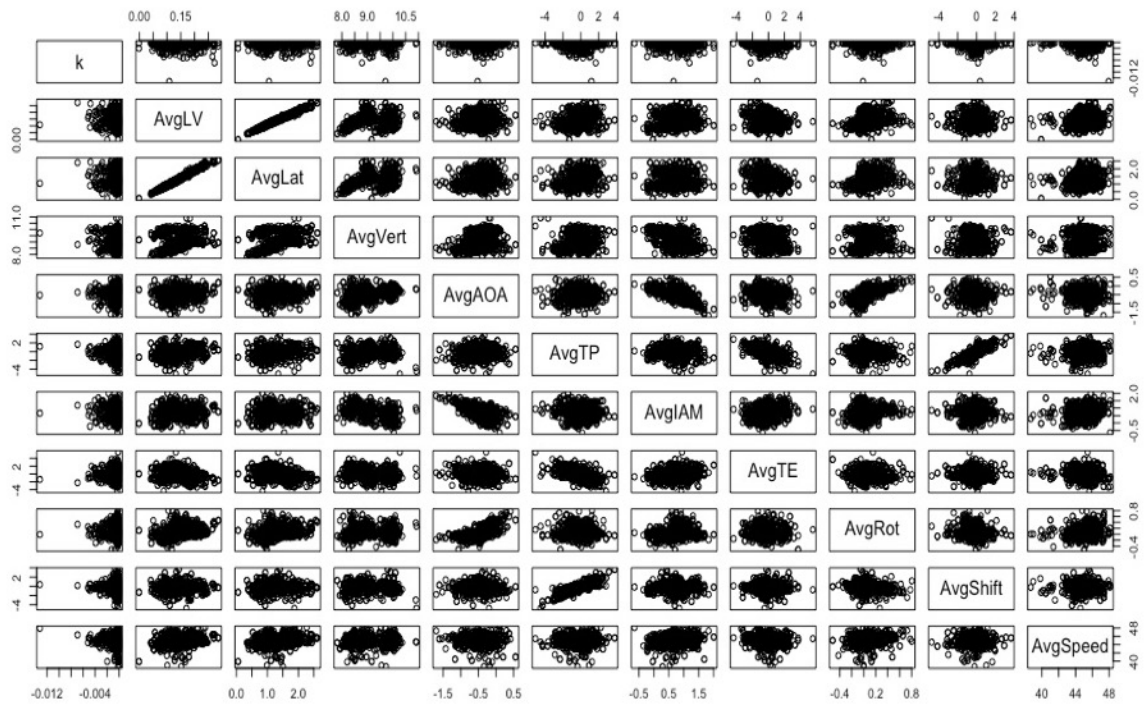 0.00 0.15 8.0 9.0 10.5 -4 0 2 4 -4 0 2 4 -4 0 2 4
k -0.012
0.00 AvgLV
AvgLat 0.0 2.0
8.0 11.0 AvgVert
AvgAOA -1.5 0.5
-4 2 AvgTP
AvgIAM -0.5 2.0
-4 2 AvgTE
AvgRot -0.4 0.8
-4 2 AvgShift
AvgSpeed 40 48
-0.012 -0.004 0.0 1.0 2.0 -1.5 -0.5 0.5 -0.5 0.5 1.5 -0.4 0.2 0.8 40 44 48